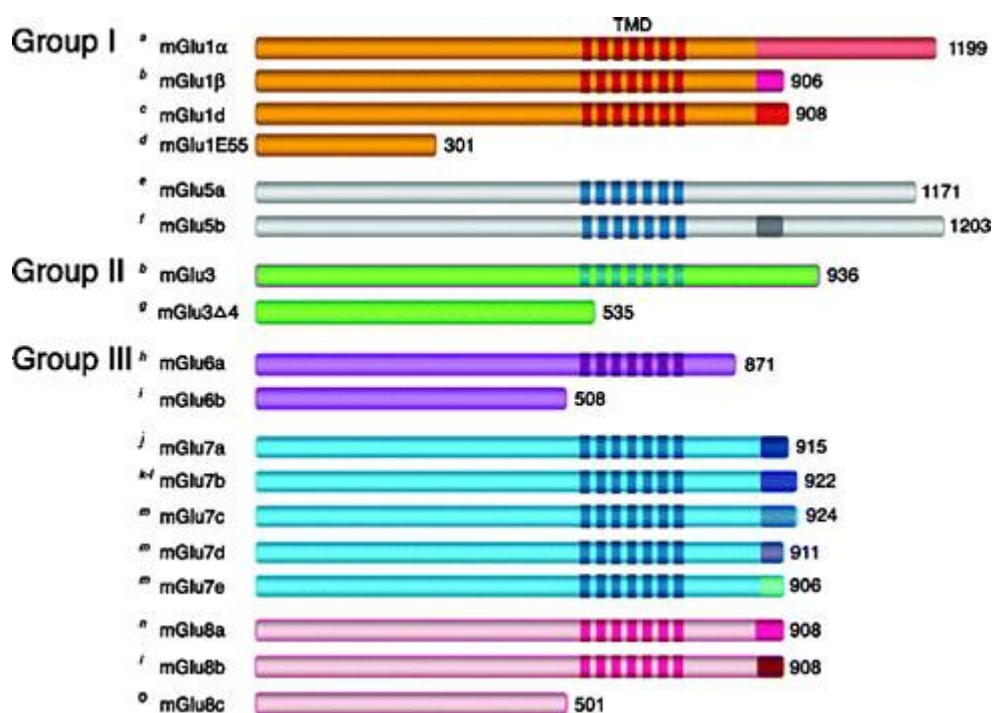 TMD
Group I a mGlu1α 1199
b mGlu1β 906
c mGlu1d 908
d mGlu1E55 301
e mGlu5a 1171
f mGlu5b 1203
Group II b mGlu3 936
g mGlu3Δ4 535
Group III h mGlu6a 871
i mGlu6b 508
j mGlu7a 915
k-l mGlu7b 922
m mGlu7c 924
m mGlu7d 911
m mGlu7e 906
n mGlu8a 908
i mGlu8b 908
o mGlu8c 501